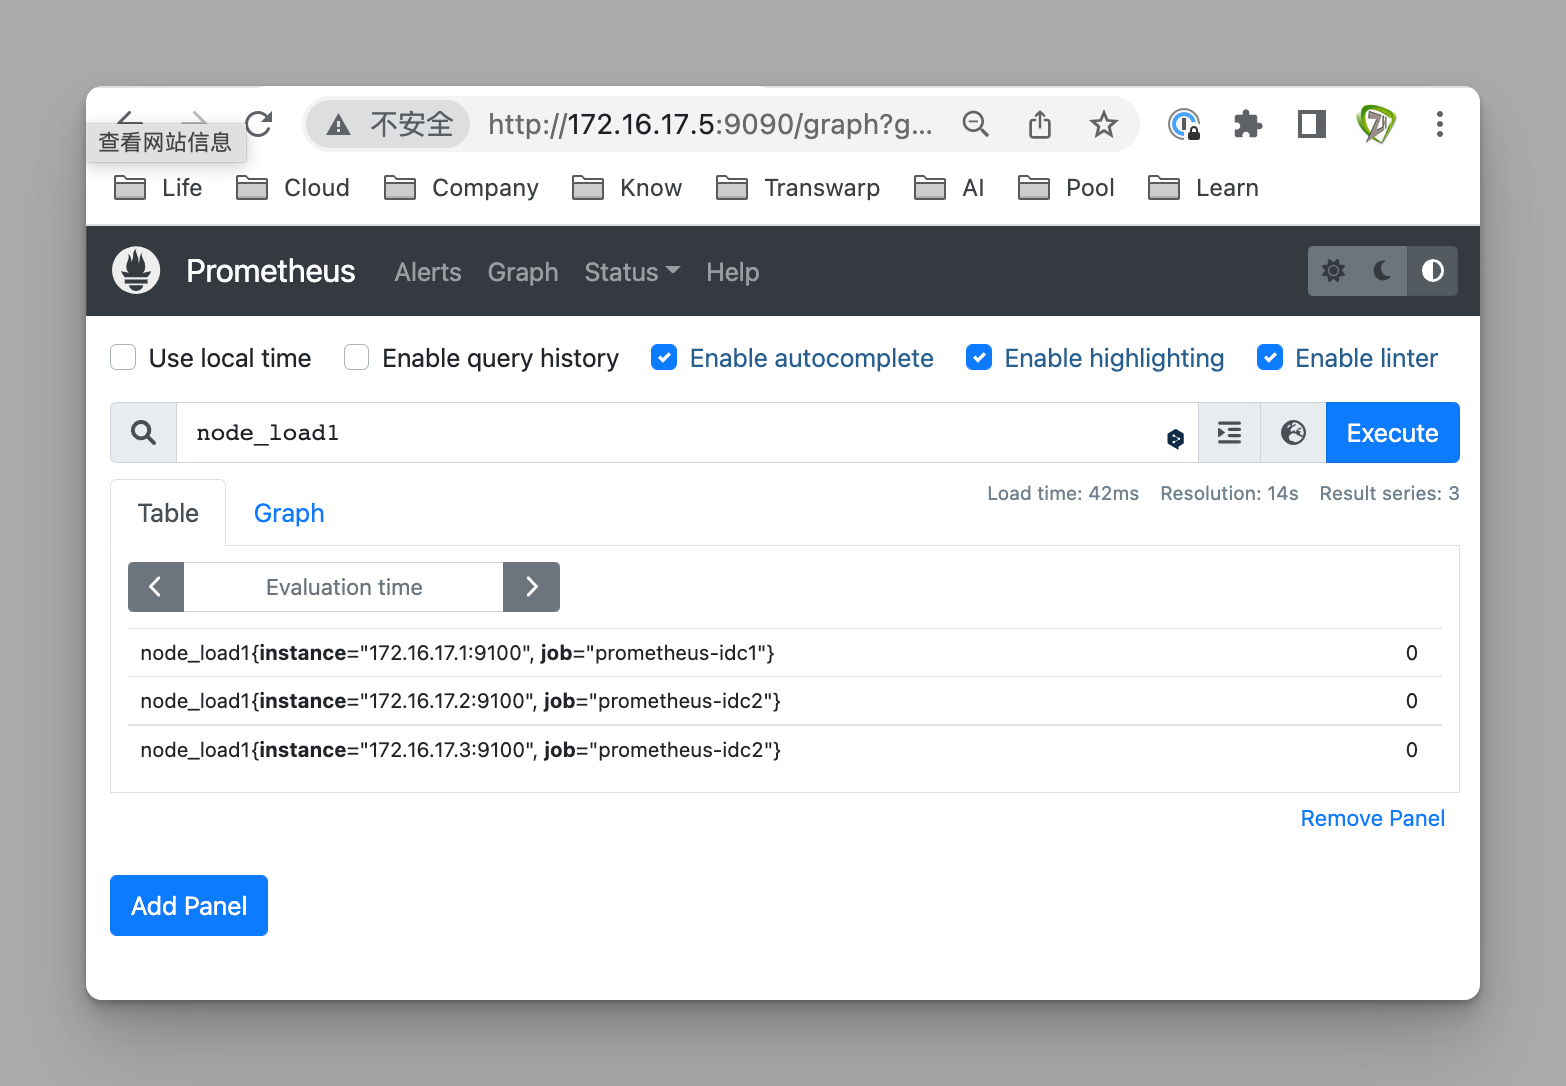 不安全 http://172.16.17.5:9090/graph?g...
查看网站信息
Life Cloud Company Know Transwarp AI Pool Learn
Prometheus Alerts Graph Status Help
Use local time Enable query history Enable autocomplete Enable highlighting Enable linter
node_load1 Execute
Table Graph Load time: 42ms Resolution: 14s Result series: 3
Evaluation time
node_load1{instance="172.16.17.1:9100", job="prometheus-idc1"} 0
node_load1{instance="172.16.17.2:9100", job="prometheus-idc2"} 0
node_load1{instance="172.16.17.3:9100", job="prometheus-idc2"} 0
Remove Panel
Add Panel